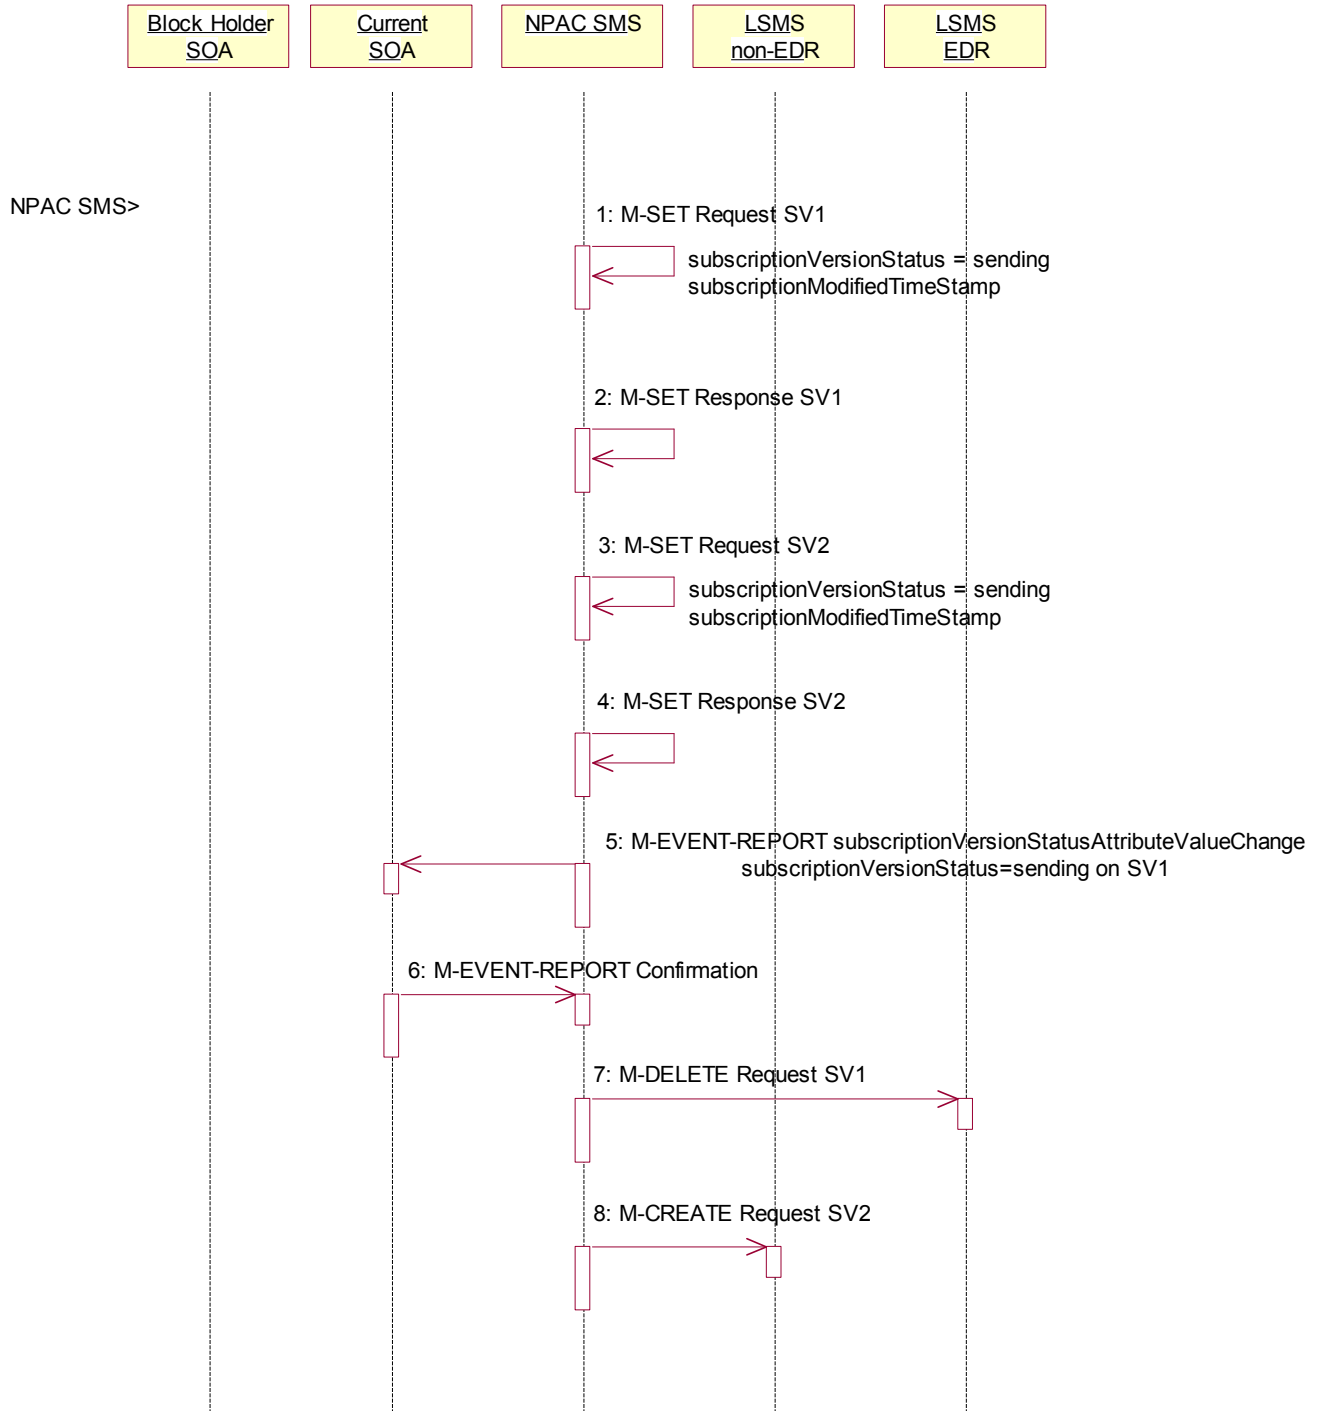 Block Holder
SOA
Current
SOA
NPAC SMS
LSMS
non-EDR
LSMS
EDR
NPAC SMS>
1: M-SET Request SV1
subscriptionVersionStatus = sending
subscriptionModifiedTimeStamp
2: M-SET Response SV1
3: M-SET Request SV2
subscriptionVersionStatus = sending
subscriptionModifiedTimeStamp
4: M-SET Response SV2
5: M-EVENT-REPORT subscriptionVersionStatusAttributeValueChange
subscriptionVersionStatus=sending on SV1
6: M-EVENT-REPORT Confirmation
7: M-DELETE Request SV1
8: M-CREATE Request SV2